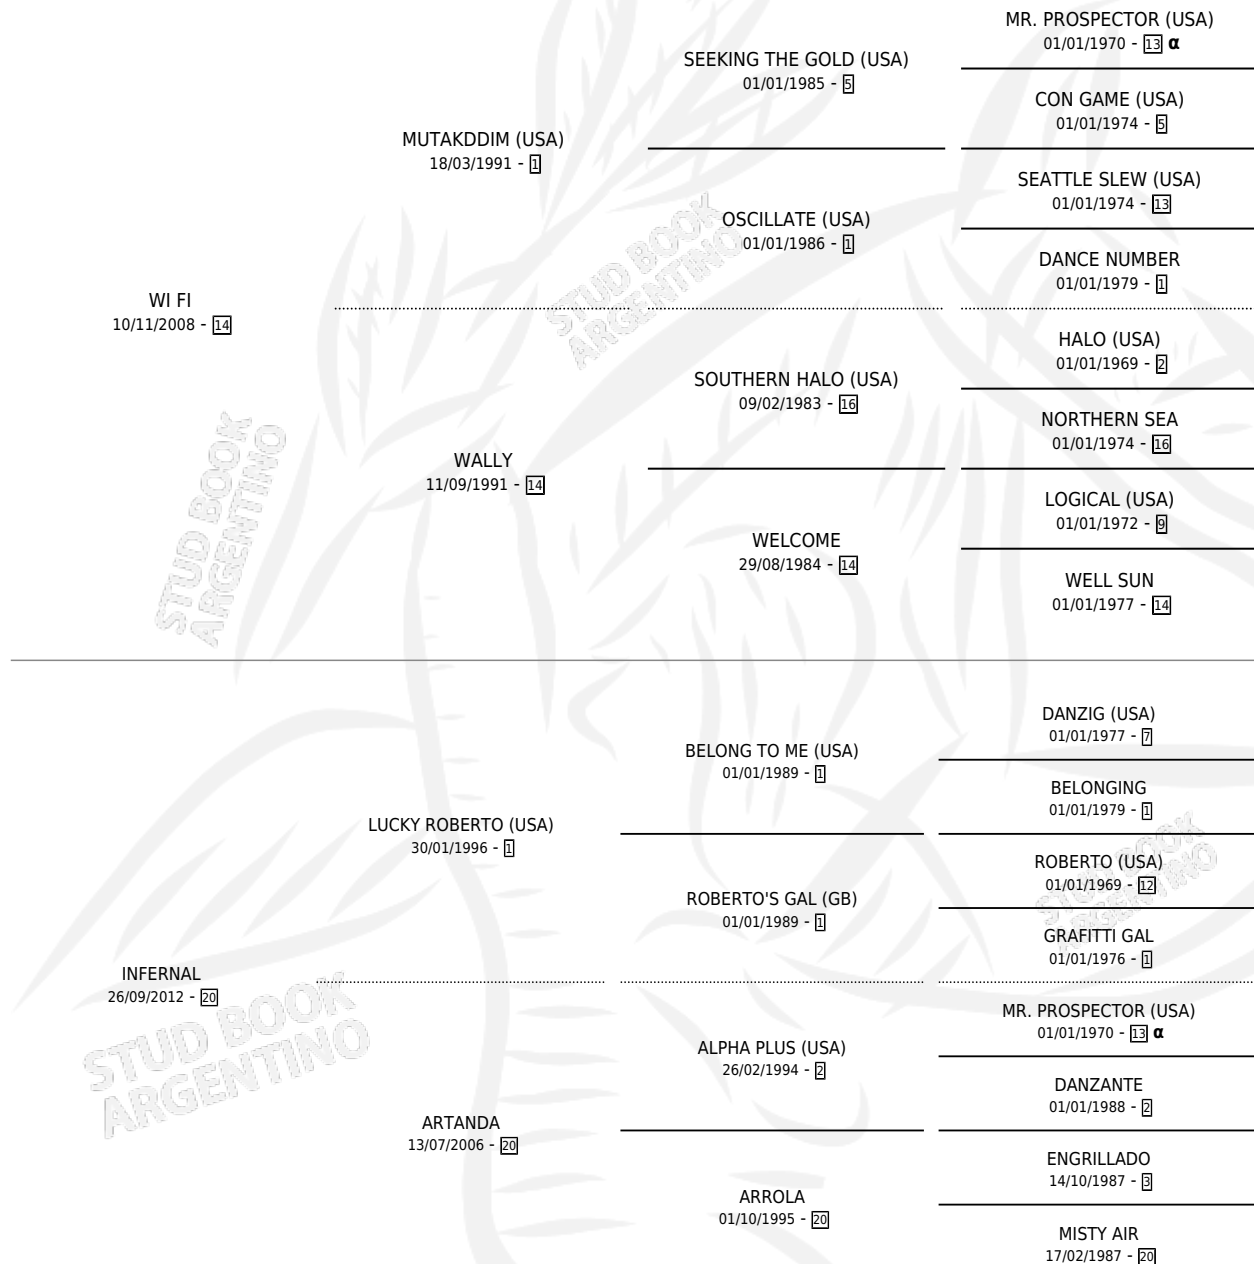 MR. PROSPECTOR (USA)
01/01/1970 - 13 α
SEEKING THE GOLD (USA)
01/01/1985 - 5
CON GAME (USA)
01/01/1974 - 5
MUTAKDDIM (USA)
18/03/1991 - 1
SEATTLE SLEW (USA)
01/01/1974 - 13
OSCILLATE (USA)
01/01/1986 - 1
DANCE NUMBER
01/01/1979 - 1
WI FI
10/11/2008 - 14
HALO (USA)
01/01/1969 - 2
SOUTHERN HALO (USA)
09/02/1983 - 16
NORTHERN SEA
01/01/1974 - 16
WALLY
11/09/1991 - 14
LOGICAL (USA)
01/01/1972 - 9
WELCOME
29/08/1984 - 14
WELL SUN
01/01/1977 - 14
STUD BOOK
ARGENTINO
STUD BOOK
ARGENTINO
DANZIG (USA)
01/01/1977 - 7
BELONG TO ME (USA)
01/01/1989 - 1
BELONGING
01/01/1979 - 1
LUCKY ROBERTO (USA)
30/01/1996 - 1
ROBERTO (USA)
01/01/1969 - 12
ROBERTO'S GAL (GB)
01/01/1989 - 1
GRAFITTI GAL
01/01/1976 - 1
INFERNAL
26/09/2012 - 20
MR. PROSPECTOR (USA)
01/01/1970 - 13 α
ALPHA PLUS (USA)
26/02/1994 - 2
DANZANTE
01/01/1988 - 2
ARTANDA
13/07/2006 - 20
ENGRILLADO
14/10/1987 - 3
ARROLA
01/10/1995 - 20
MISTY AIR
17/02/1987 - 20
STUD BOOK
ARGENTINO
STUD BOOK
ARGENTINO